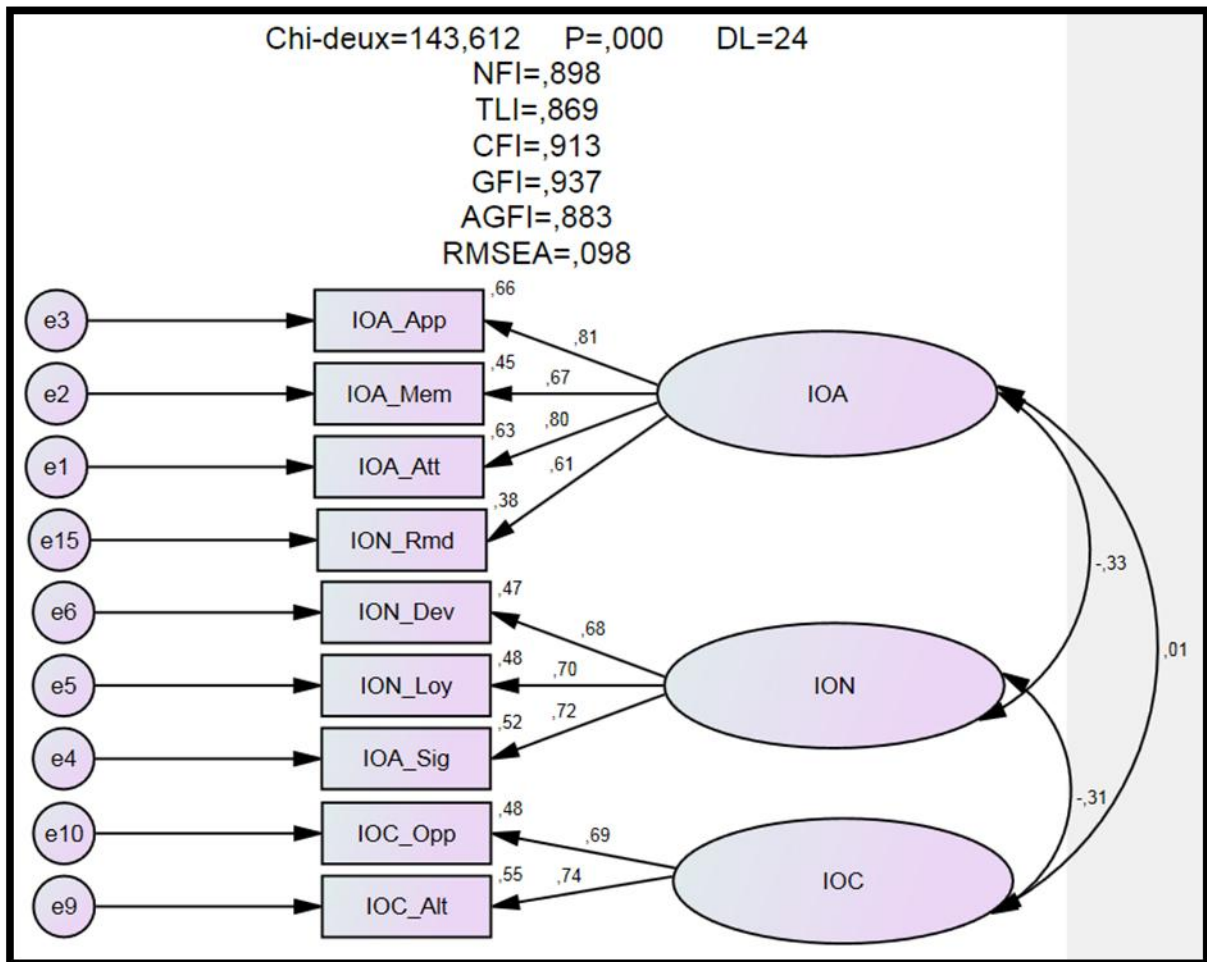 Chi-deux=143,612 P=,000 DL=24
NFI=,898
TLI=,869
CFI=,913
GFI=,937
AGFI=,883
RMSEA=,098
,66
e3 IOA_App
,81
,45
e2 IOA_Mem ,67 IOA
,63 ,80
e1 IOA_Att
,61
,38
e15 ION_Rmd
-,33
,47
e6 ION_Dev
,68
,01
,48 ,70
e5 ION_Loy ION
,52 ,72
e4 IOA_Sig
-,31
,48
e10 IOC_Opp
,69
,55 ,74
IOC
e9 IOC_Alt